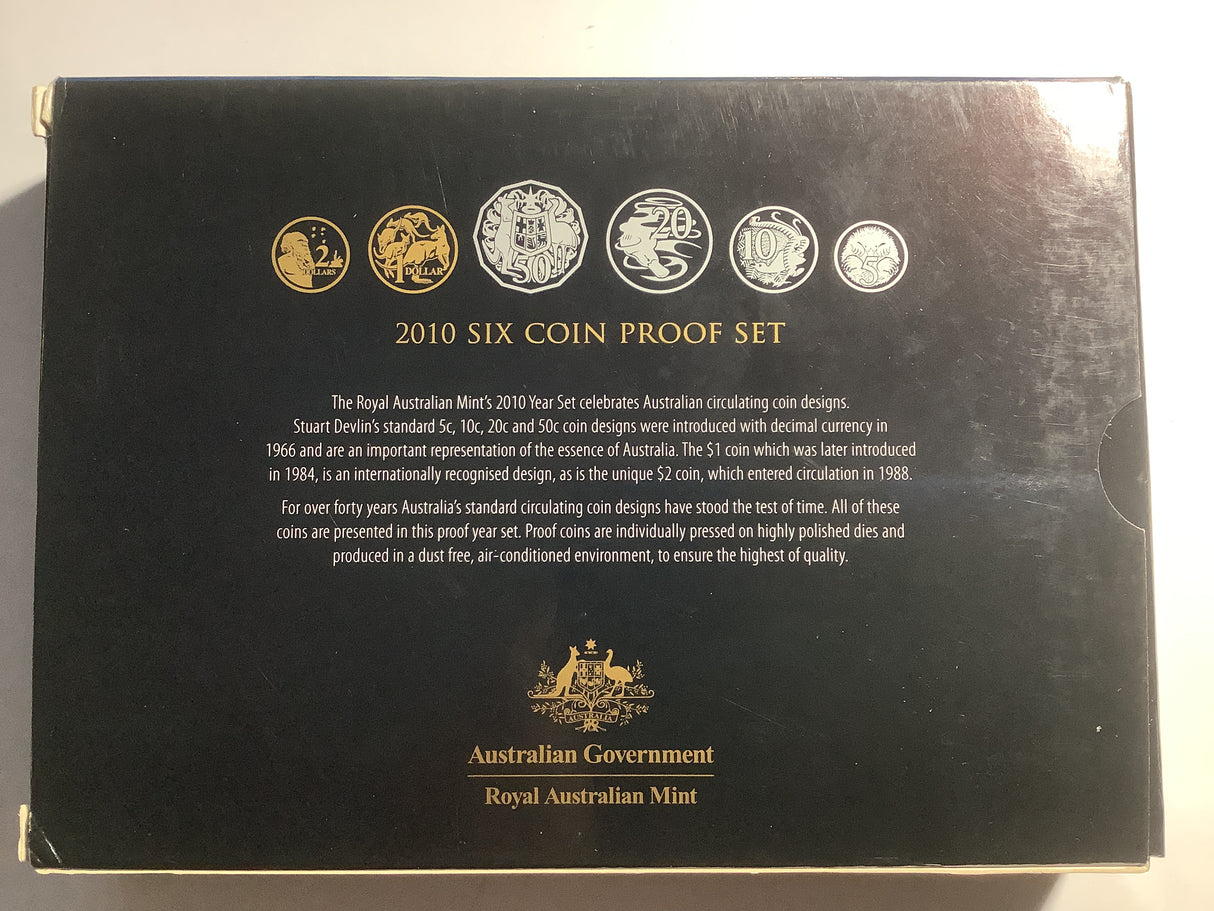 2 DOLLARS
1 DOLLAR
50
20
10
5
2010 SIX COIN PROOF SET
The Royal Australian Mint's 2010 Year Set celebrates Australian circulating coin designs.
Stuart Devlin's standard 5c, 10c, 20c and 50c coin designs were introduced with decimal currency in
1966 and are an important representation of the essence of Australia. The $1 coin which was later introduced
in 1984, is an internationally recognised design, as is the unique $2 coin, which entered circulation in 1988.
For over forty years Australia's standard circulating coin designs have stood the test of time. All of these
coins are presented in this proof year set. Proof coins are individually pressed on highly polished dies and
produced in a dust free, air-conditioned environment, to ensure the highest of quality.
AUSTRALIA
Australian Government
Royal Australian Mint